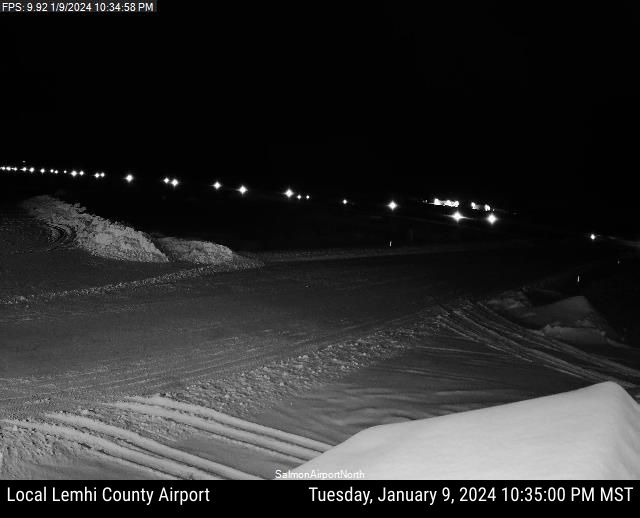 FPS: 9.92 1/9/2024 10:34:58 PM
SalmonAirportNorth
Local Lemhi County Airport Tuesday, January 9, 2024 10:35:00 PM MST